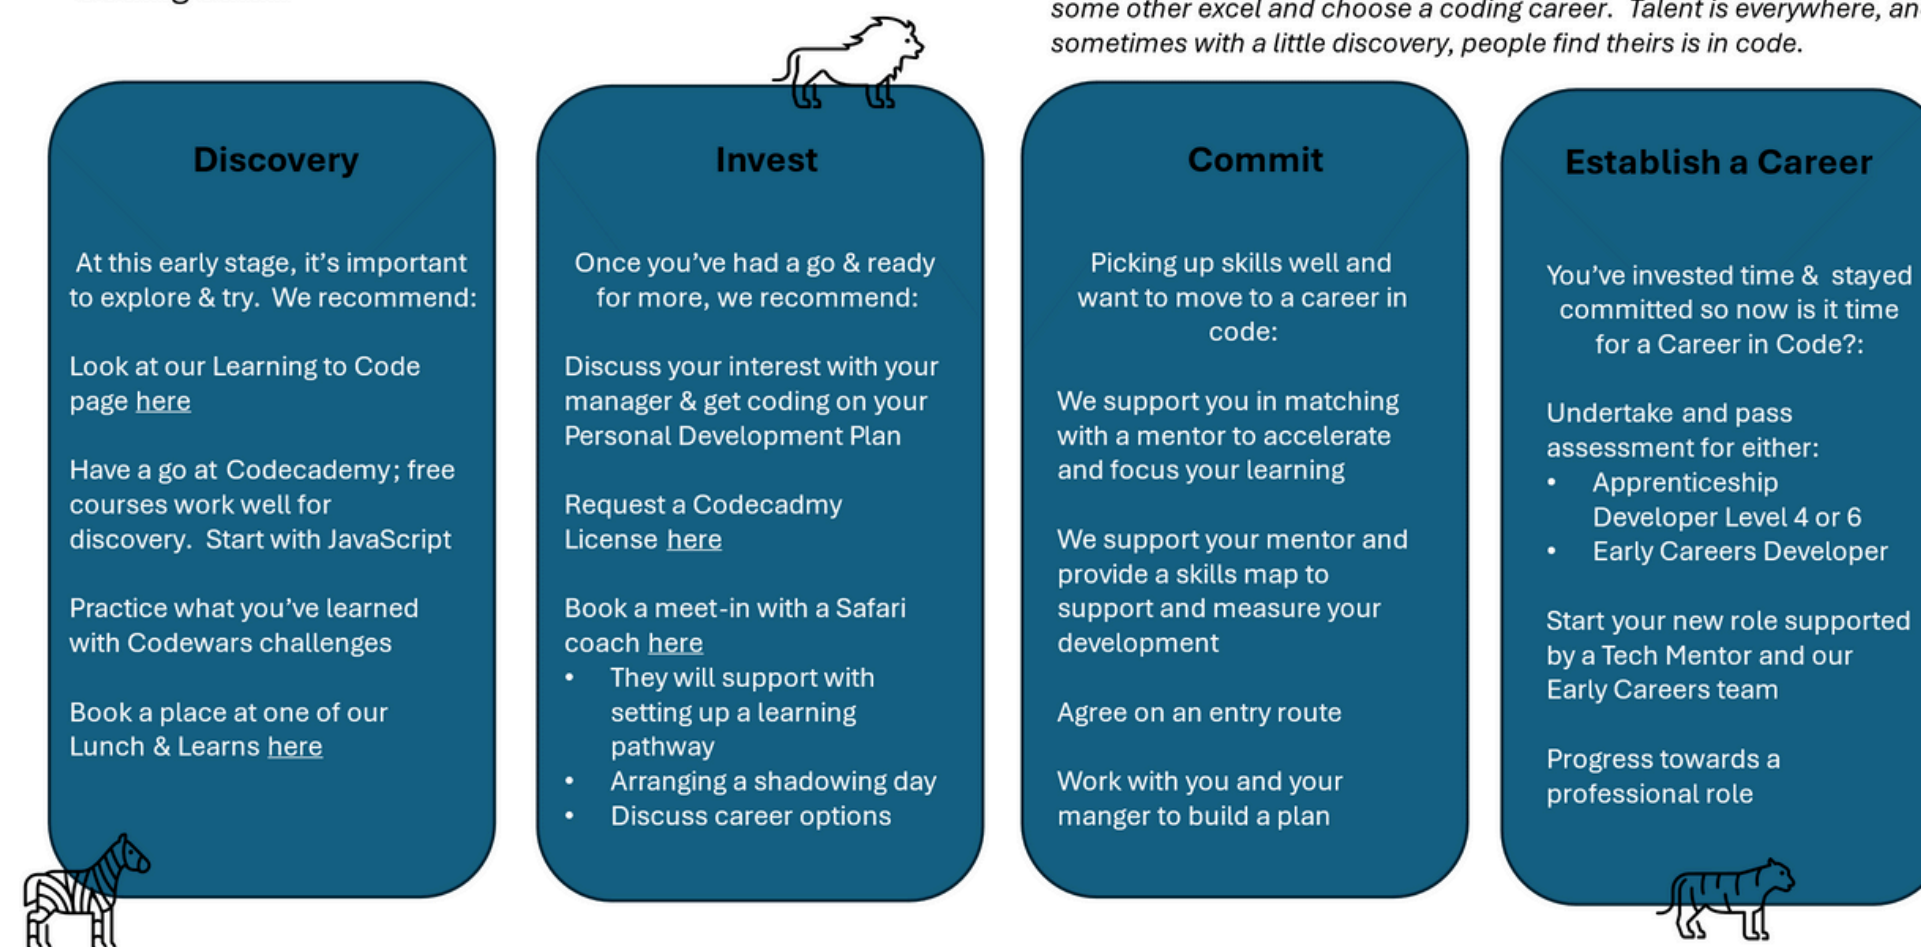 some other excel and choose a coding career. Talent is everywhere, and
sometimes with a little discovery, people find theirs is in code.
Discovery
At this early stage, it's important
to explore & try. We recommend:
Look at our Learning to Code
page here
Have a go at Codecademy; free
courses work well for
discovery. Start with JavaScript
Practice what you've learned
with Codewars challenges
Book a place at one of our
Lunch & Learns here
Invest
Once you've had a go & ready
for more, we recommend:
Discuss your interest with your
manager & get coding on your
Personal Development Plan
Request a Codecadmy
License here
Book a meet-in with a Safari
coach here
• They will support with
setting up a learning
pathway
• Arranging a shadowing day
• Discuss career options
Commit
Picking up skills well and
want to move to a career in
code:
We support you in matching
with a mentor to accelerate
and focus your learning
We support your mentor and
provide a skills map to
support and measure your
development
Agree on an entry route
Work with you and your
manger to build a plan
Establish a Career
You've invested time & stayed
committed so now is it time
for a Career in Code?:
Undertake and pass
assessment for either:
• Apprenticeship
Developer Level 4 or 6
• Early Careers Developer
Start your new role supported
by a Tech Mentor and our
Early Careers team
Progress towards a
professional role